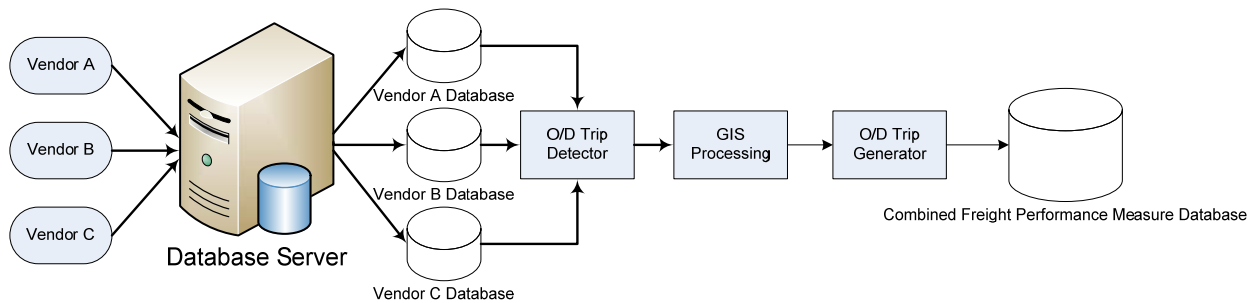 Vendor A
Vendor B
Vendor C
Database Server
Vendor A Database
Vendor B Database
Vendor C Database
O/D Trip
Detector
GIS
Processing
O/D Trip
Generator
Combined Freight Performance Measure Database